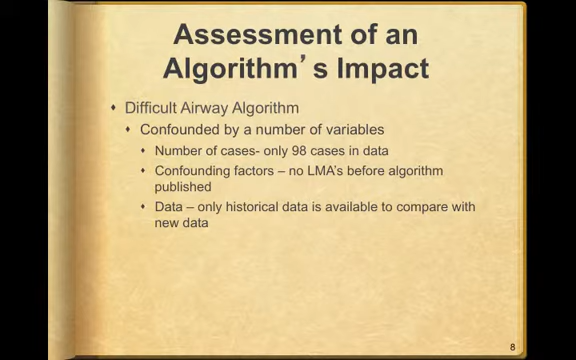 Assessment of an
Algorithm's Impact
♦ Difficult Airway Algorithm
♦ Confounded by a number of variables
♦ Number of cases- only 98 cases in data
♦ Confounding factors – no LMA's before algorithm
published
♦ Data – only historical data is available to compare with
new data
8